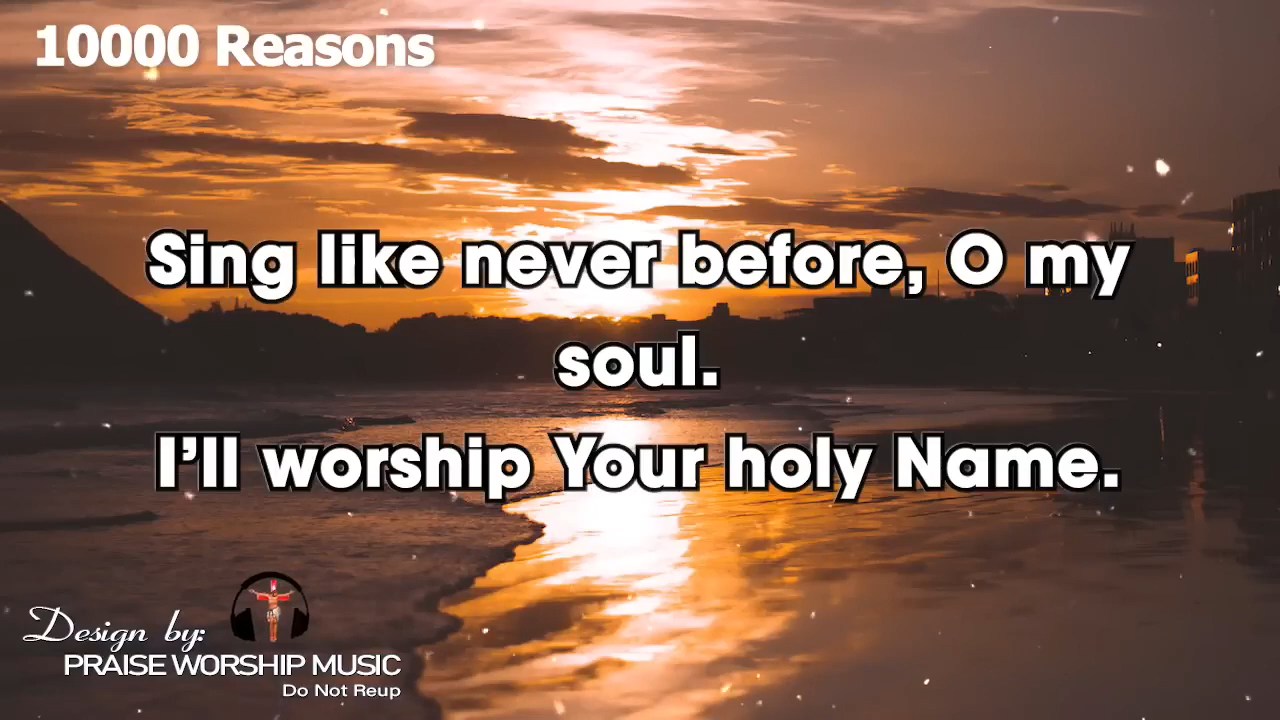 10000 Reasons
Sing like never before, O my
soul.
I’ll worship Your holy Name.
Design by:
PRAISE WORSHIP MUSIC
Do Not Reup